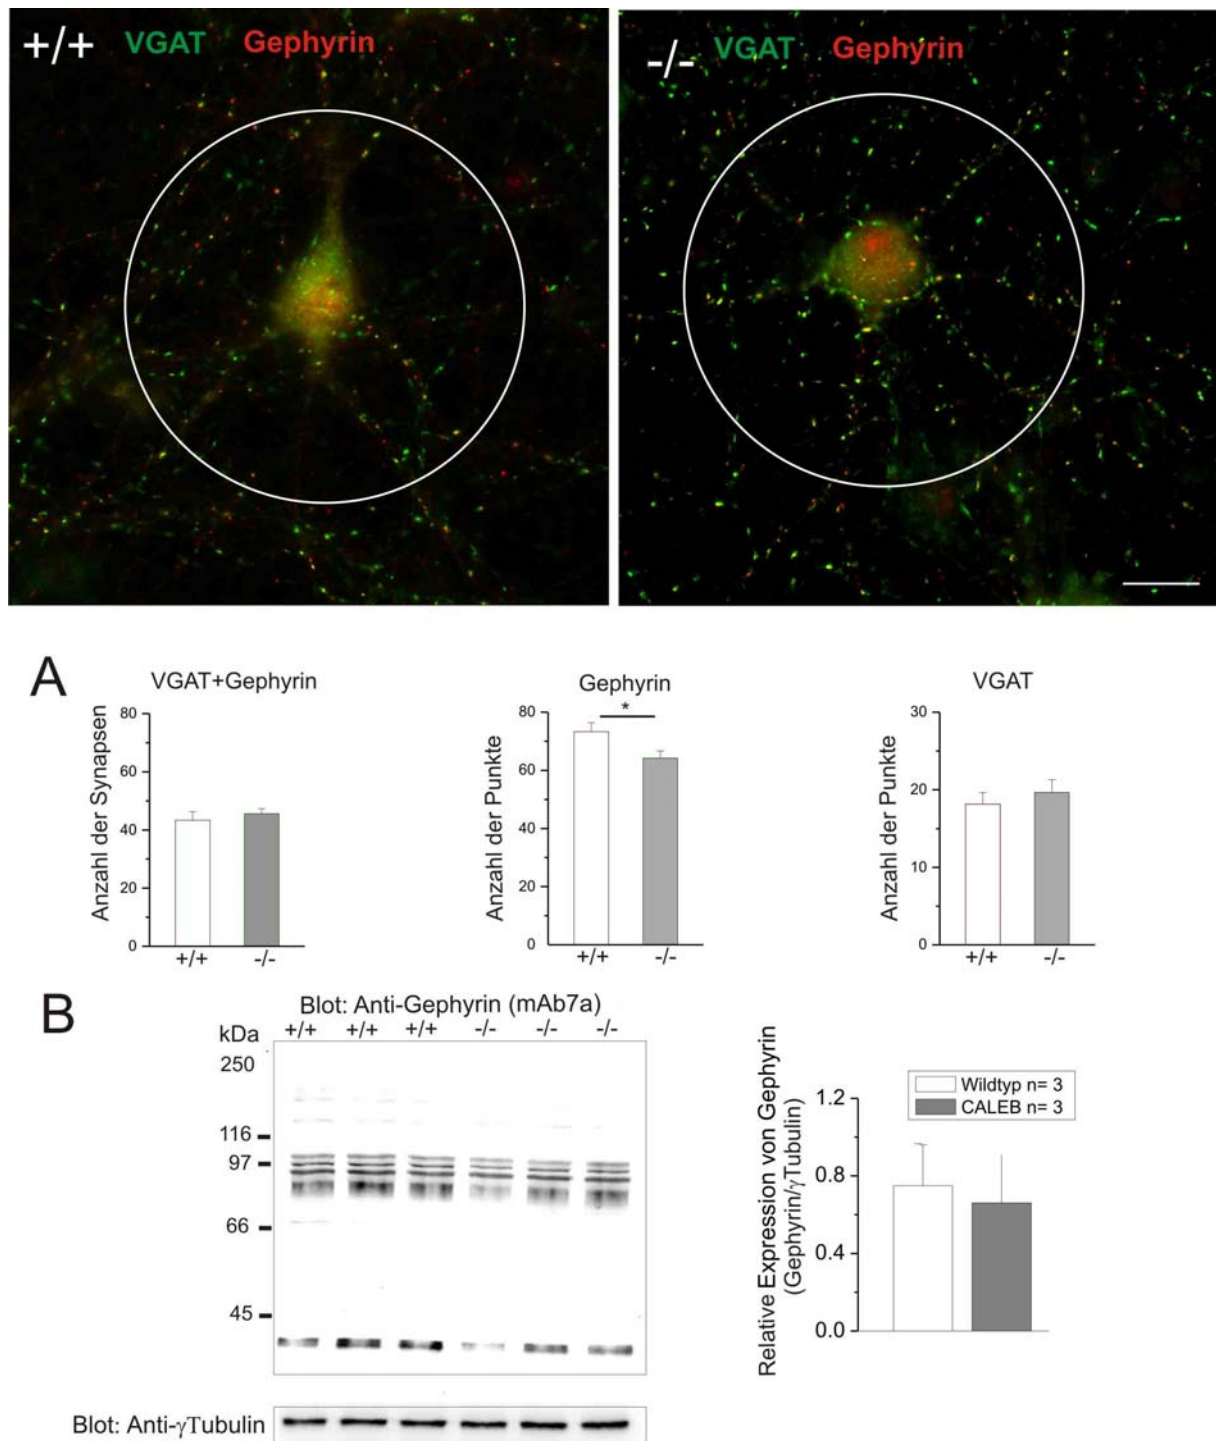 +/+ VGAT Gephyrin
-/- VGAT Gephyrin
A
VGAT+Gephyrin
Anzahl der Synapsen
80
60
40
20
0
+/+ -/-
Gephyrin
*
Anzahl der Punkte
80
60
40
20
0
+/+ -/-
VGAT
Anzahl der Punkte
30
20
10
0
+/+ -/-
B
Blot: Anti-Gephyrin (mAb7a)
kDa
+/+ +/+ +/+ -/- -/- -/-
250
116
97
66
45
Blot: Anti-γTubulin
Relative Expression von Gephyrin
(Gephyrin/γTubulin)
Wildtyp n= 3
CALEB n= 3
1.2
0.8
0.4
0.0